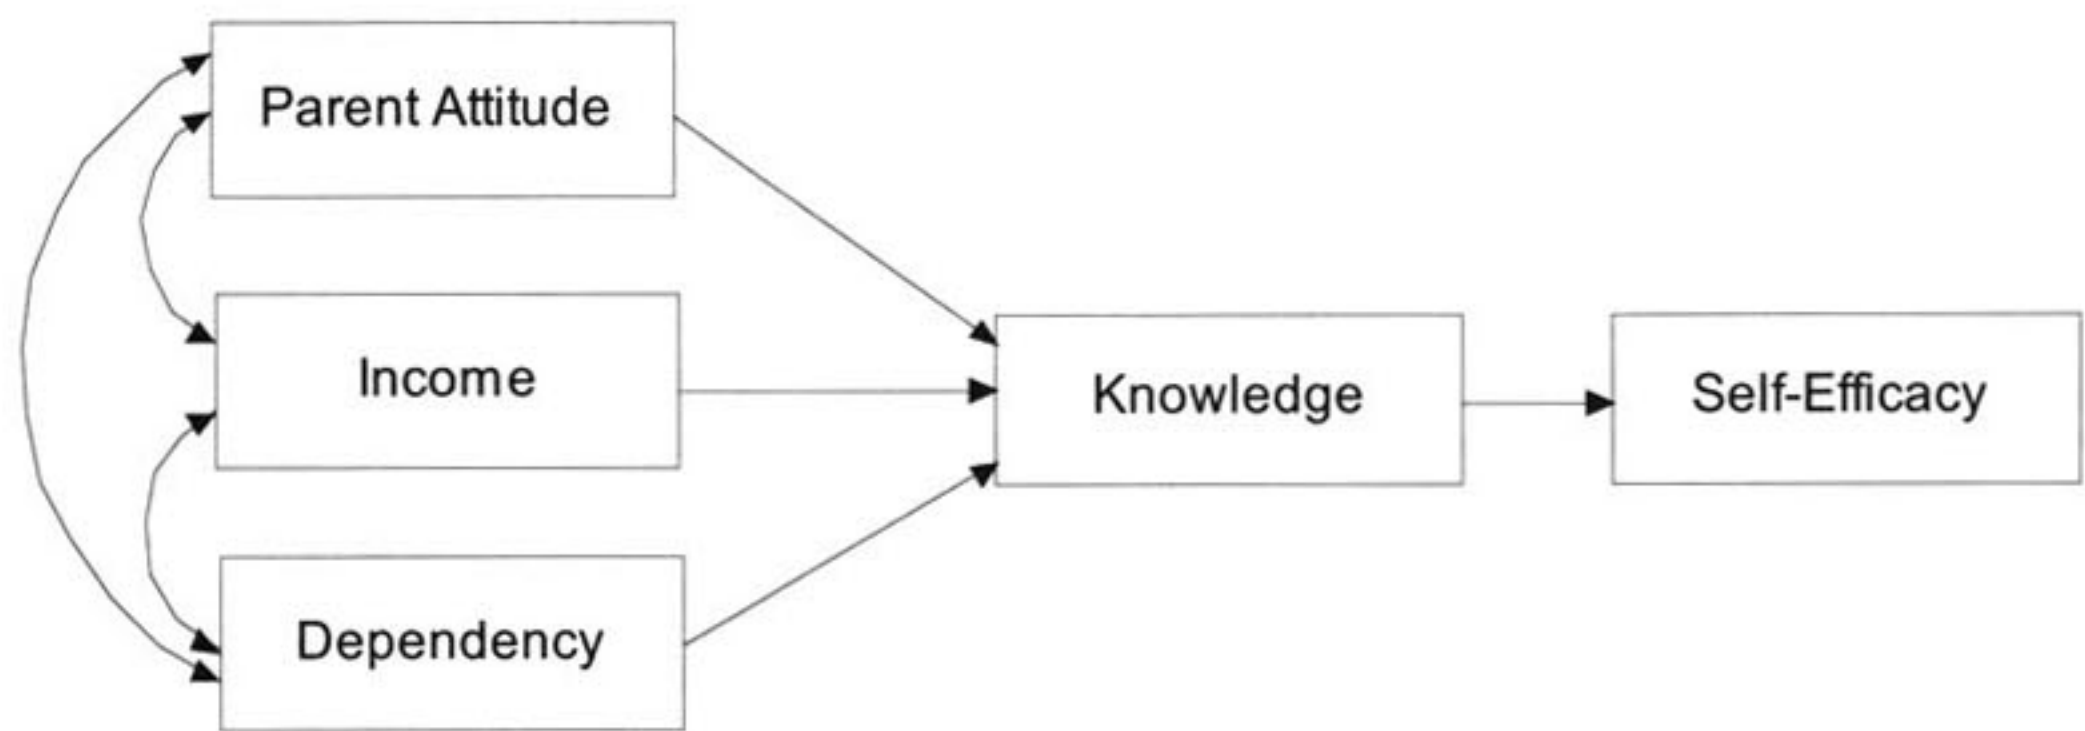 Parent Attitude
Income
Knowledge
Self-Efficacy
Dependency